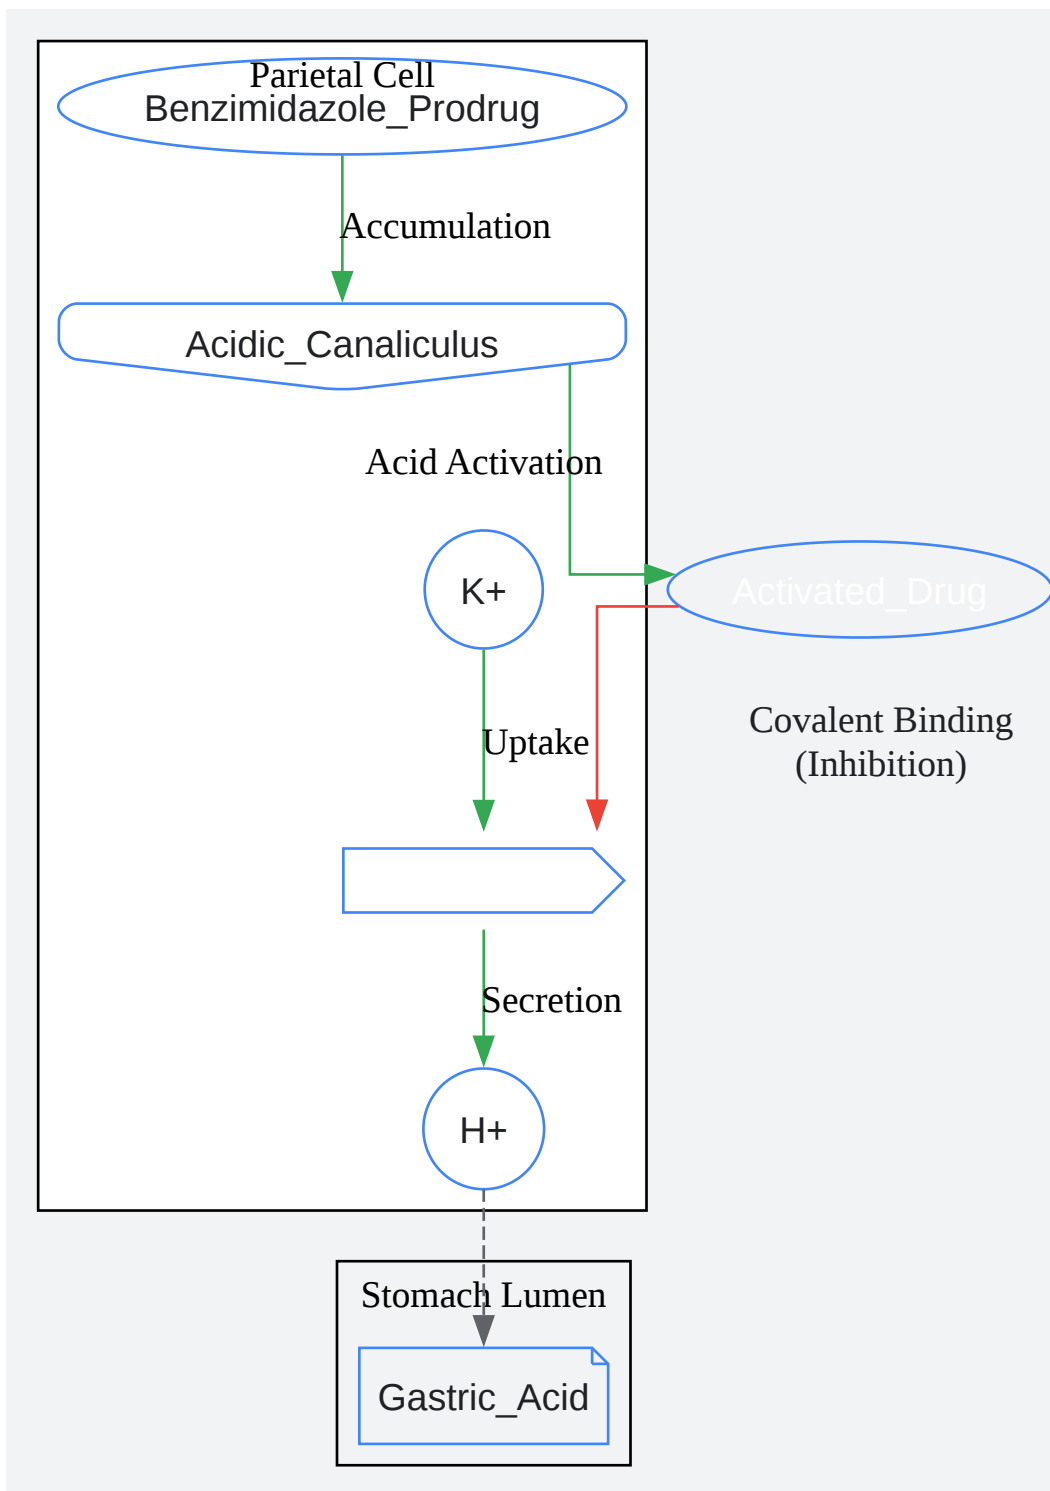 Parietal Cell
Benzimidazole_Prodrug
Accumulation
Acidic_Canaliculus
Acid Activation
K+
Activated_Drug
Uptake
Covalent Binding
(Inhibition)
Secretion
H+
Stomach Lumen
Gastric_Acid